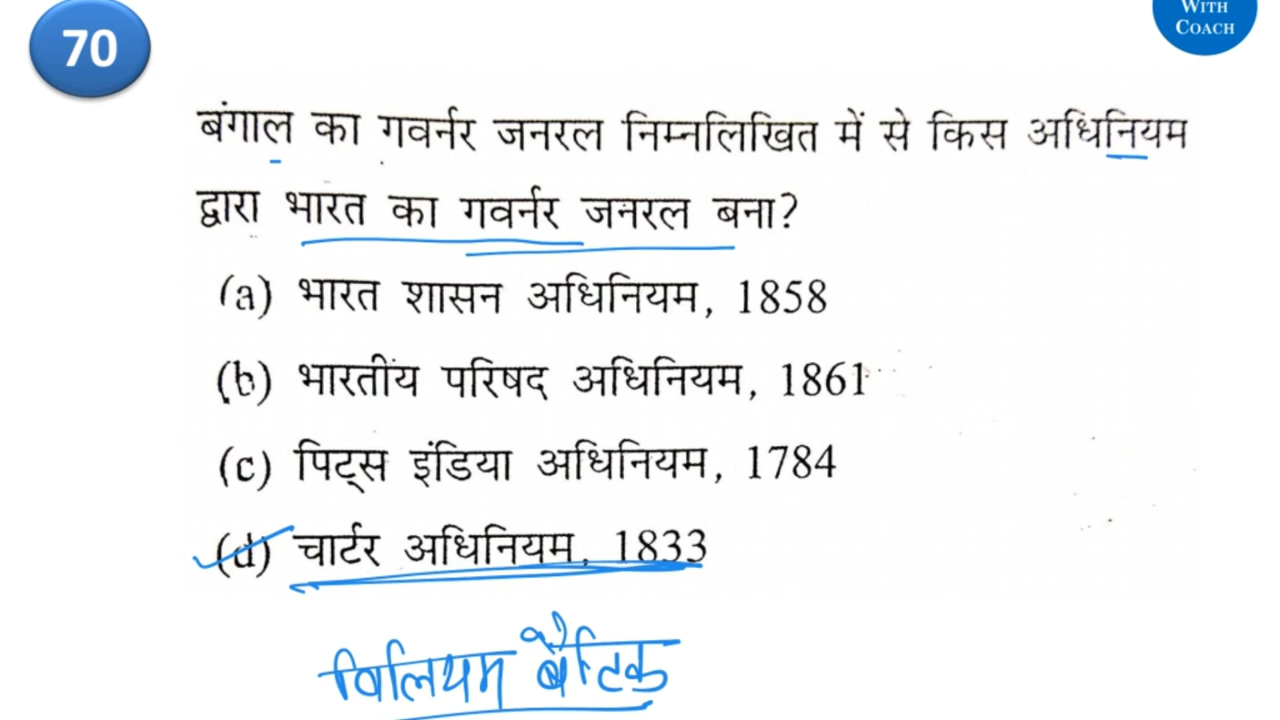 70
WITH
COACH
बंगाल का गवर्नर जनरल निम्नलिखित में से किस अधिनियम
द्वारा भारत का गवर्नर जनरल बना?
(a) भारत शासन अधिनियम, 1858
(b) भारतीय परिषद अधिनियम, 1861
(c) पिट्स इंडिया अधिनियम, 1784
(d) चार्टर अधिनियम, 1833
विलियम बैंटिक